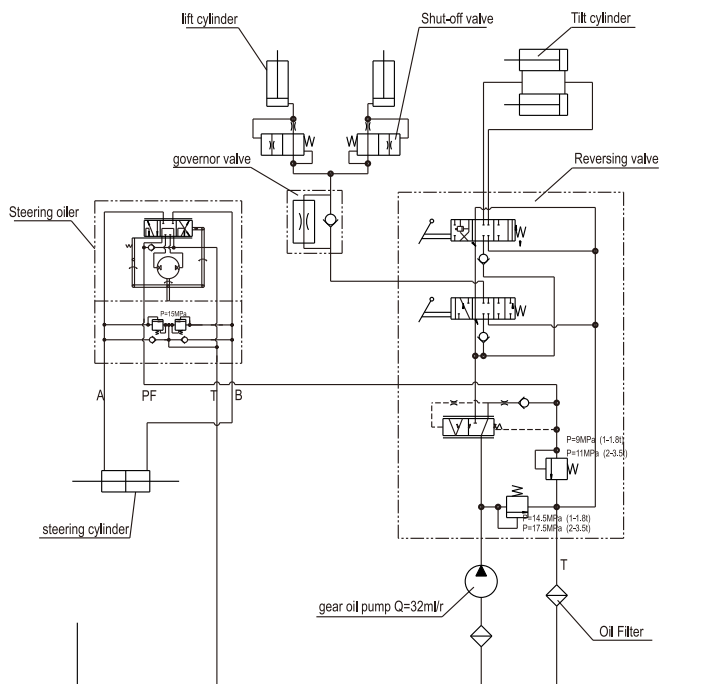 lift cylinder
Shut-off valve
Tilt cylinder
governor valve
Reversing valve
Steering oiler
P=15MPa
A
PF
T
B
P=9MPa (1-1.8t)
P=11MPa (2-3.5t)
steering cylinder
P=14.5MPa (1-1.8t)
P=17.5MPa (2-3.5t)
T
gear oil pump Q=32ml/r
Oil Filter